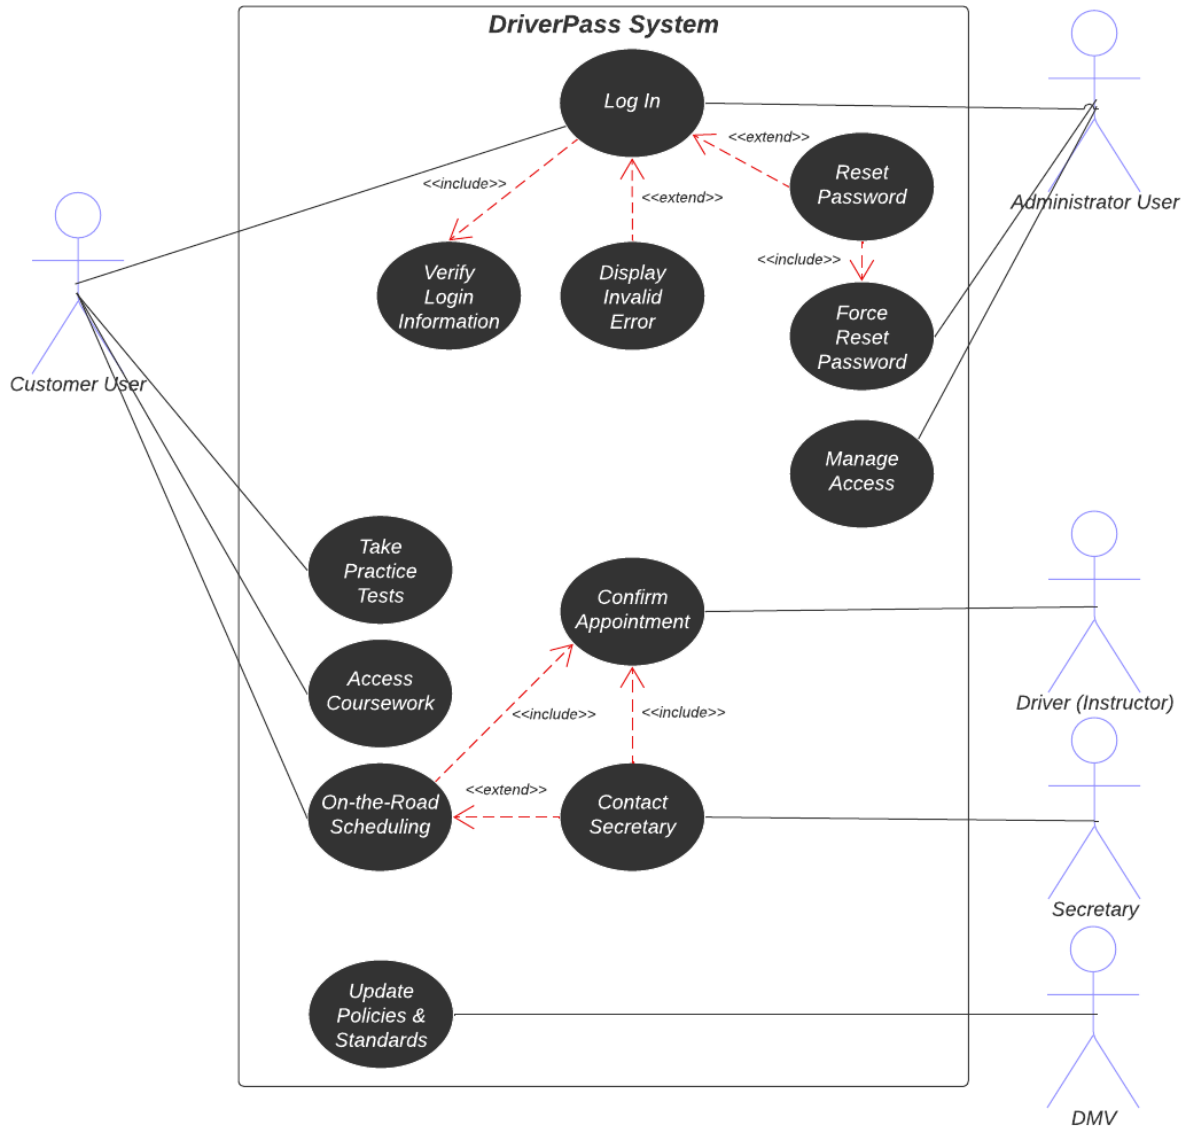 DriverPass System
Log In
<<extend>>
Reset
Password
<<include>>
<<extend>>
Administrator User
Verify
Login
Information
Display
Invalid
Error
<<include>>
Force
Reset
Password
Customer User
Manage
Access
Take
Practice
Tests
Confirm
Appointment
Access
Coursework
<<include>>
<<include>>
Driver (Instructor)
On-the-Road
Scheduling
<<extend>>
Contact
Secretary
Secretary
Update
Policies &
Standards
DMV